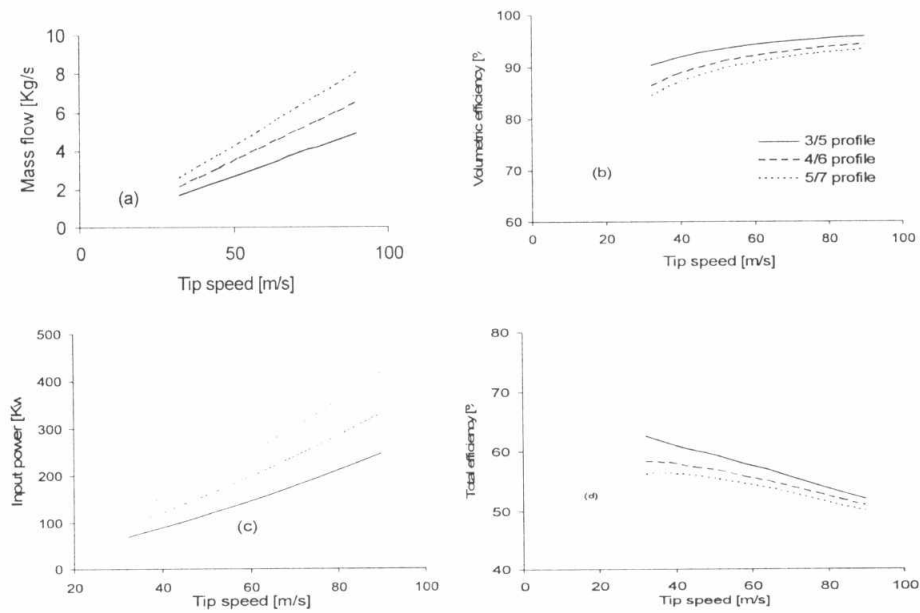 10
8
6
4
2
0
Mass flow [Kg/s
(a)
0
50
100
Tip speed [m/s]
100
90
80
70
60
Volumetric efficiency [%
3/5 profile
4/6 profile
5/7 profile
(b)
0
20
40
60
80
100
Tip speed [m/s]
500
400
300
200
100
0
Input power [Kw
(c)
20
40
60
80
100
Tip speed [m/s]
80
70
60
50
40
Total efficiency [%
(d)
0
20
40
60
80
100
Tip speed [m/s]